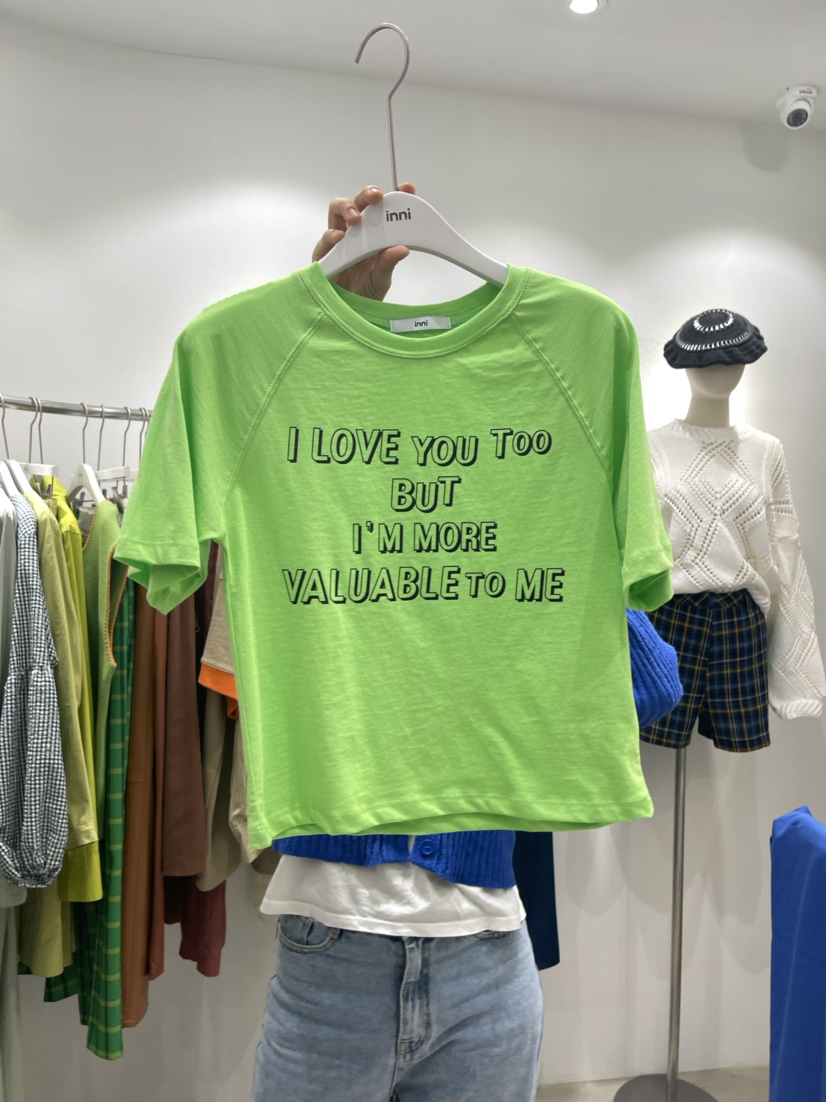 inni
inni
I LOVE YOU TOO
BUT
I'M MORE
VALUABLE TO ME